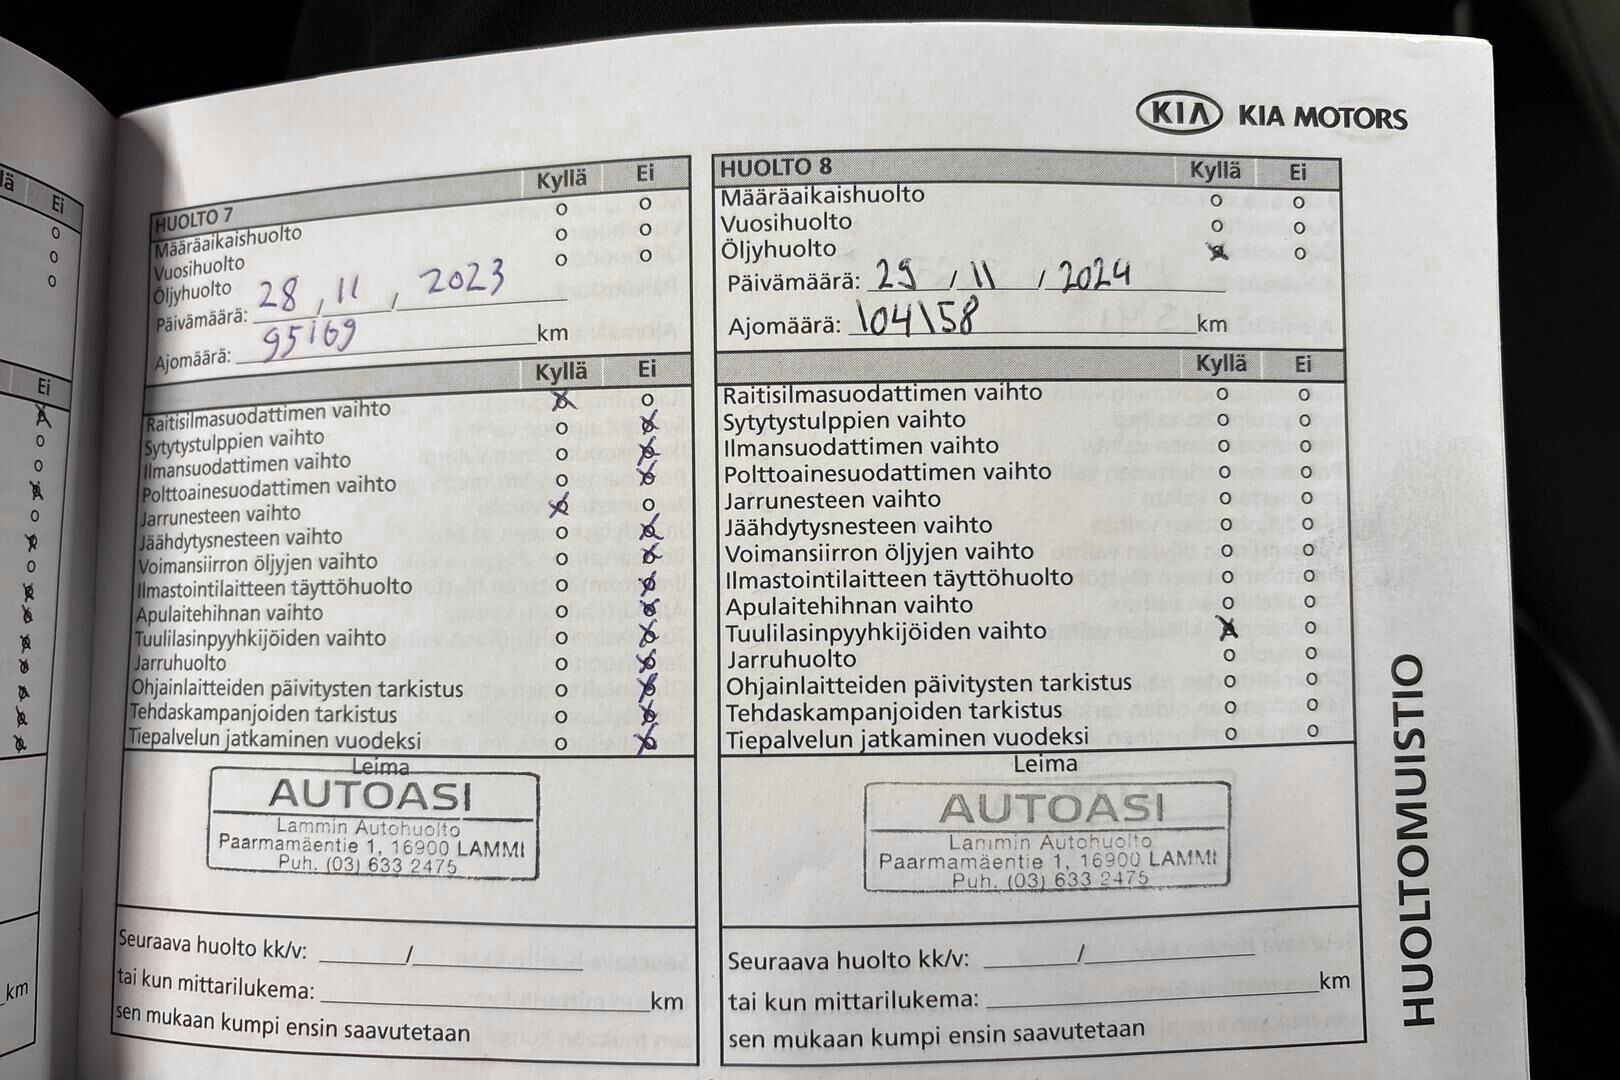 KIA KIA MOTORS
HUOLTO 7 Kyllä Ei
Määräaikaishuolto o o
Vuosihuolto o o
Öljyhuolto o o
Päivämäärä: 28 . 11 . 2023
Ajomäärä: 95169 km
Kyllä Ei
Raitisilmasuodattimen vaihto x o
Sytytystulppien vaihto o x
Ilmansuodattimen vaihto o x
Polttoainesuodattimen vaihto o x
Jarrunesteen vaihto x o
Jäähdytysnesteen vaihto o x
Voimansiirron öljyjen vaihto o x
Ilmastointilaitteen täyttöhuolto o x
Apulaitehihnan vaihto o x
Tuulilasinpyyhkijöiden vaihto o x
Jarruhuolto o x
Ohjainlaitteiden päivitysten tarkistus o x
Tehdaskampanjoiden tarkistus o x
Tiepalvelun jatkaminen vuodeksi o x
Leima
AUTOASI
Lammin Autohuolto
Paarmamäentie 1, 16900 LAMMI
Puh. (03) 633 2475
Seuraava huolto kk/v: /
tai kun mittarilukema: km
sen mukaan kumpi ensin saavutetaan
HUOLTO 8 Kyllä Ei
Määräaikaishuolto o o
Vuosihuolto o o
Öljyhuolto x o
Päivämäärä: 29 / 11 / 2024
Ajomäärä: 104158 km
Kyllä Ei
Raitisilmasuodattimen vaihto o o
Sytytystulppien vaihto o o
Ilmansuodattimen vaihto o o
Polttoainesuodattimen vaihto o o
Jarrunesteen vaihto o o
Jäähdytysnesteen vaihto o o
Voimansiirron öljyjen vaihto o o
Ilmastointilaitteen täyttöhuolto o o
Apulaitehihnan vaihto o o
Tuulilasinpyyhkijöiden vaihto x o
Jarruhuolto o o
Ohjainlaitteiden päivitysten tarkistus o o
Tehdaskampanjoiden tarkistus o o
Tiepalvelun jatkaminen vuodeksi o o
Leima
AUTOASI
Lammin Autohuolto
Paarmamäentie 1, 16900 LAMMI
Puh. (03) 633 2475
Seuraava huolto kk/v: /
tai kun mittarilukema: km
sen mukaan kumpi ensin saavutetaan
HUOLTOMUISTIO
lä Ei
Ei
km